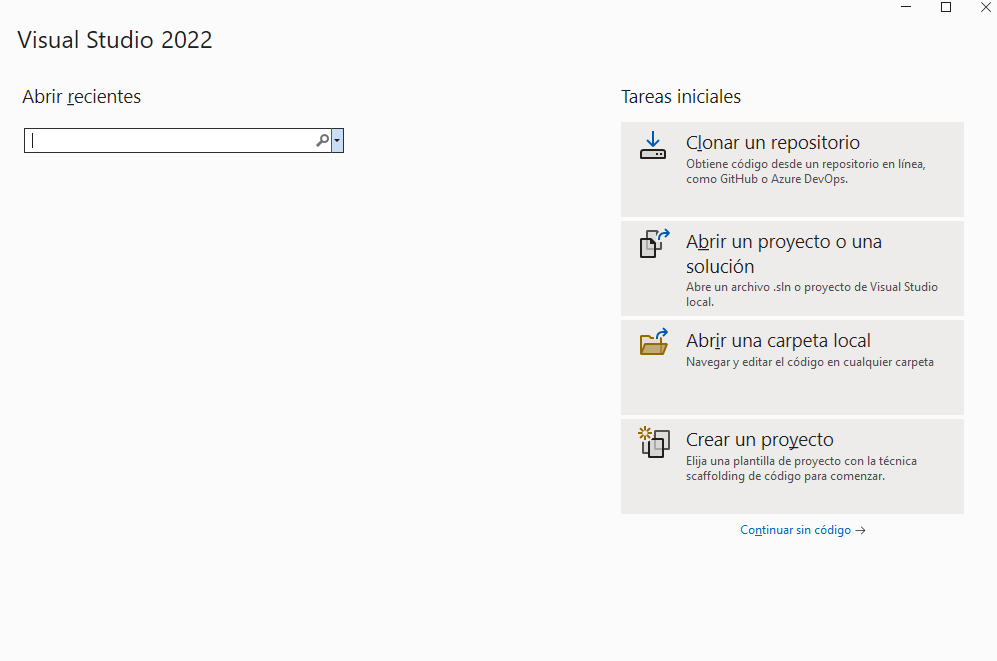 Visual Studio 2022
Abrir recientes
Tareas iniciales
Clonar un repositorio
Obtiene código desde un repositorio en línea,
como GitHub o Azure DevOps.
Abrir un proyecto o una
solución
Abre un archivo .sln o proyecto de Visual Studio
local.
Abrir una carpeta local
Navegar y editar el código en cualquier carpeta
Crear un proyecto
Elija una plantilla de proyecto con la técnica
scaffolding de código para comenzar.
Continuar sin código →